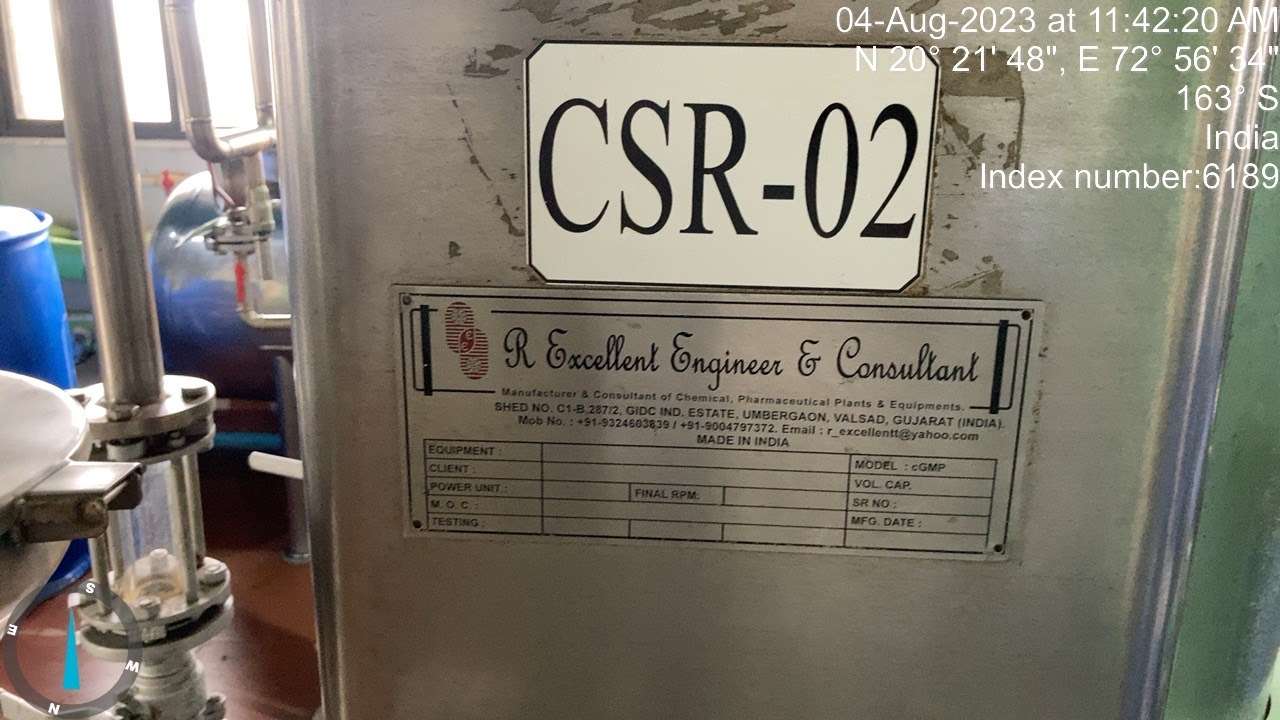 04-Aug-2023 at 11:42:20 AM
N 20° 21' 48", E 72° 56' 34"
163° S
India
Index number:6189
CSR-02
R Excellent Engineer & Consultant
Manufacturer & Consultant of Chemical, Pharmaceutical Plants & Equipments.
SHED NO. C1-B.287/2, GIDC IND. ESTATE, UMBERGAON, VALSAD, GUJARAT (INDIA).
Mob No. : +91-9324603839 / +91-9004797372. Email : r_excellentt@yahoo.com
MADE IN INDIA
EQUIPMENT :
MODEL : cGMP
CLIENT :
VOL. CAP.
POWER UNIT : FINAL RPM: SR NO :
M. O. C. :
MFG. DATE :
TESTING :
S
E
W
N